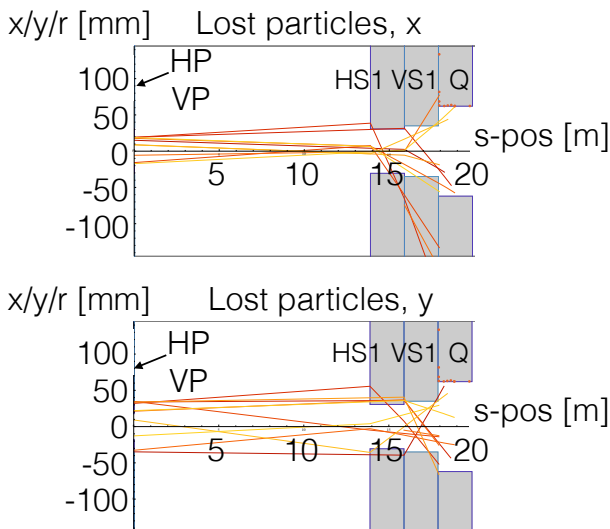 x/y/r [mm] Lost particles, x
HP
VP
HS1 VS1 Q
100
50
0
-50
-100
5 10 15 20
s-pos [m]
x/y/r [mm] Lost particles, y
HP
VP
HS1 VS1 Q
100
50
0
-50
-100
5 10 15 20
s-pos [m]